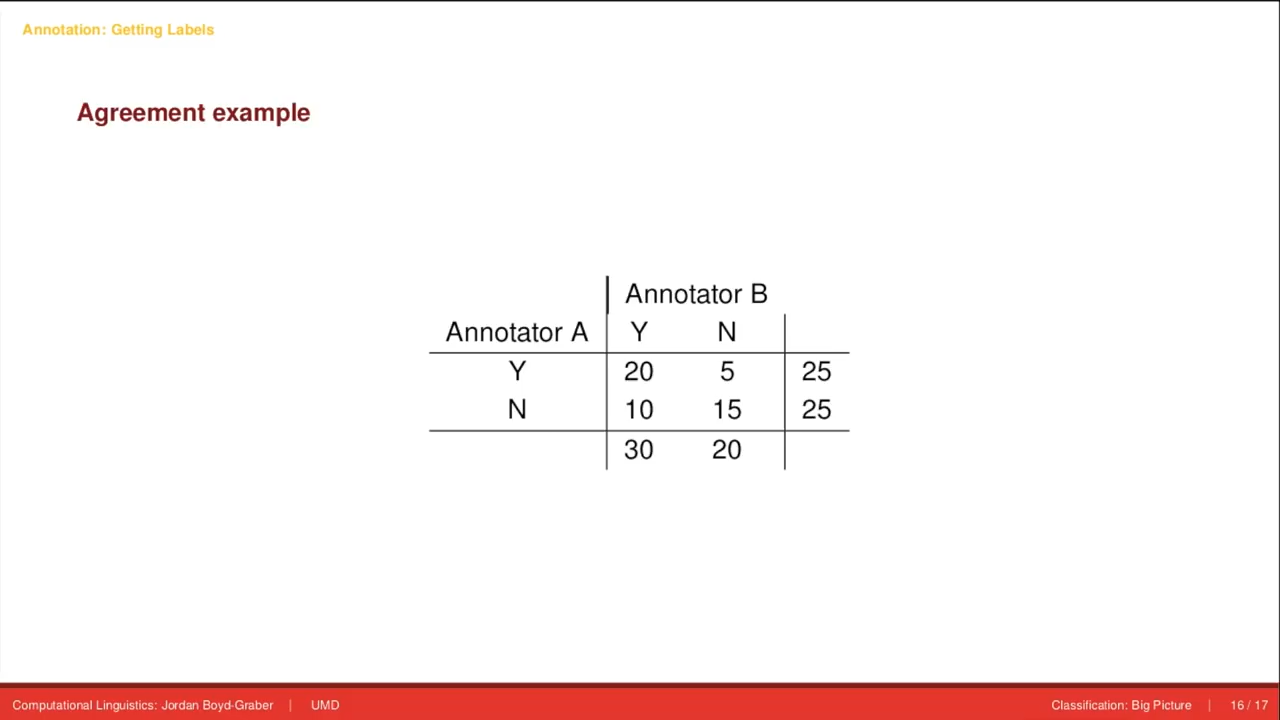 Annotation: Getting Labels
Agreement example
Annotator B
Annotator A Y N
Y 20 5 25
N 10 15 25
30 20
Computational Linguistics: Jordan Boyd-Graber | UMD Classification: Big Picture | 16 / 17